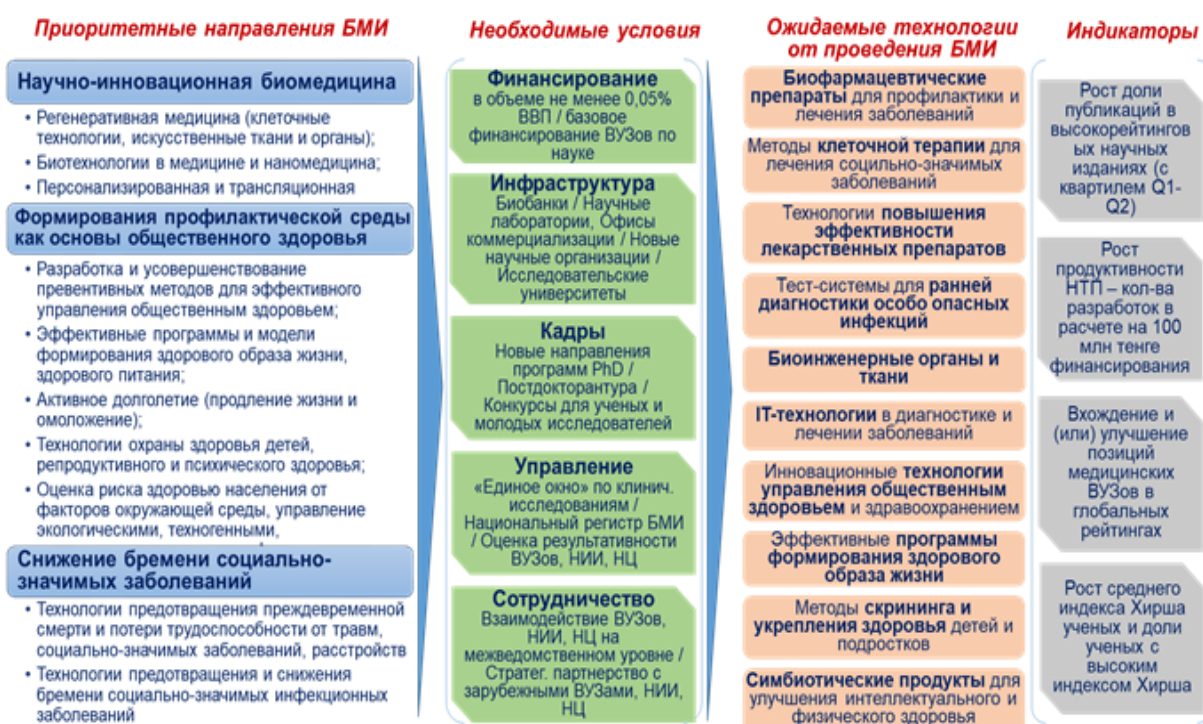 Приоритетные направления БМИ
Научно-инновационная биомедицина
• Регенеративная медицина (клеточные
технологии, искусственные ткани и органы);
• Биотехнологии в медицине и наномедицина;
• Персонализированная и трансляционная
Формирования профилактической среды
как основы общественного здоровья
• Разработка и усовершенствование
превентивных методов для эффективного
управления общественным здоровьем;
• Эффективные программы и модели
формирования здорового образа жизни,
здорового питания;
• Активное долголетие (продление жизни и
омоложение);
• Технологии охраны здоровья детей,
репродуктивного и психического здоровья;
• Оценка риска здоровью населения от
факторов окружающей среды, управление
экологическими, техногенными,
Снижение бремени социально-
значимых заболеваний
• Технологии предотвращения преждевременной
смерти и потери трудоспособности от травм,
социально-значимых заболеваний, расстройств
• Технологии предотвращения и снижения
бремени социально-значимых инфекционных
заболеваний
Необходимые условия
Финансирование
в объеме не менее 0,05%
ВВП / базовое
финансирование ВУЗов по
науке
Инфраструктура
Биобанки / Научные
лаборатории, Офисы
коммерциализации / Новые
научные организации /
Исследовательские
университеты
Кадры
Новые направления
программ PhD /
Постдокторантура /
Конкурсы для ученых и
молодых исследователей
Управление
«Единое окно» по клинич.
исследованиям /
Национальный регистр БМИ
/ Оценка результативности
ВУЗов, НИИ, НЦ
Сотрудничество
Взаимодействие ВУЗов,
НИИ, НЦ на
межведомственном уровне /
Стратег. партнерство с
зарубежными ВУЗами, НИИ,
НЦ
Ожидаемые технологии
от проведения БМИ
Биофармацевтические
препараты для профилактики и
лечения заболеваний
Методы клеточной терапии для
лечения социльно-значимых
заболеваний
Технологии повышения
эффективности
лекарственных препаратов
Тест-системы для ранней
диагностики особо опасных
инфекций
Биоинженерные органы и
ткани
IT-технологии в диагностике и
лечении заболеваний
Инновационные технологии
управления общественным
здоровьем и здравоохранением
Эффективные программы
формирования здорового
образа жизни
Методы скрининга и
укрепления здоровья детей и
подростков
Симбиотические продукты для
улучшения интеллектуального и
физического здоровья
Индикаторы
Рост доли
публикаций в
высокорейтингов
ых научных
изданиях (с
квартилем Q1-
Q2)
Рост
продуктивности
НТП – кол-ва
разработок в
расчете на 100
млн тенге
финансирования
Вхождение и
(или) улучшение
позиций
медицинских
ВУЗов в
глобальных
рейтингах
Рост среднего
индекса Хирша
ученых и доли
ученых с
высоким
индексом Хирша